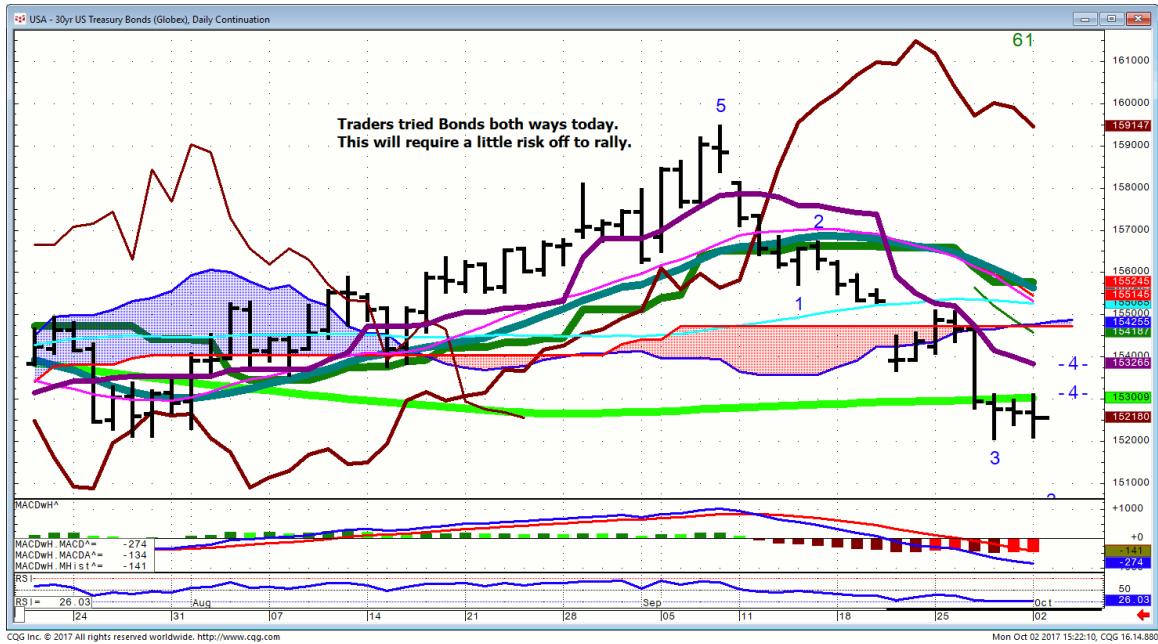 USA - 30yr US Treasury Bonds (Globex), Daily Continuation
61
161000
160000
159147
159000
158000
157000
156000
155245
155145
155085
155000
154255
154187
154000
153265
153009
152180
152000
151000
Traders tried Bonds both ways today.
This will require a little risk off to rally.
5
2
1
-4-
-4-
3
MACDwH^
MACDwH.MACD^= -274
MACDwH.MACDA^= -134
MACDwH.MHist^= -141
+1000
+0
-141
-274
RSI
RSI= 26.03
50
26.03
24 31 Aug 07 14 21 28 Sep 05 11 18 25 Oct 02
CQG Inc. © 2017 All rights reserved worldwide. http://www.cqg.com
Mon Oct 02 2017 15:22:10, CQG 16.14.880